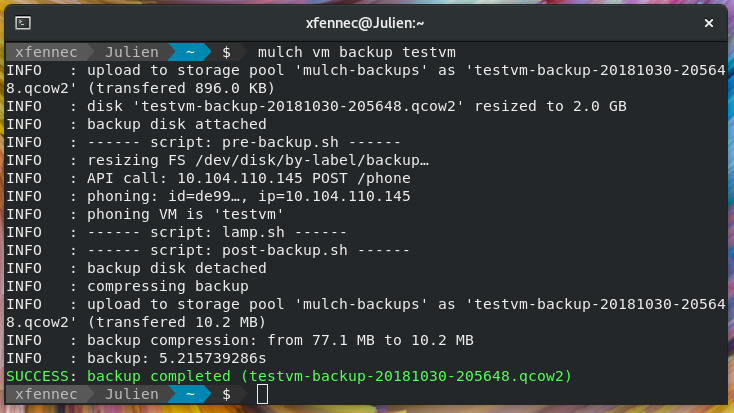 xfennec@Julien:~
xfennec Julien ~ $ mulch vm backup testvm
INFO   : upload to storage pool 'mulch-backups' as 'testvm-backup-20181030-20564
8.qcow2' (transfered 896.0 KB)
INFO   : disk 'testvm-backup-20181030-205648.qcow2' resized to 2.0 GB
INFO   : backup disk attached
INFO   : ------ script: pre-backup.sh ------
INFO   : resizing FS /dev/disk/by-label/backup…
INFO   : API call: 10.104.110.145 POST /phone
INFO   : phoning: id=de99…, ip=10.104.110.145
INFO   : phoning VM is 'testvm'
INFO   : ------ script: lamp.sh ------
INFO   : ------ script: post-backup.sh ------
INFO   : backup disk detached
INFO   : compressing backup
INFO   : upload to storage pool 'mulch-backups' as 'testvm-backup-20181030-20564
8.qcow2' (transfered 10.2 MB)
INFO   : backup compression: from 77.1 MB to 10.2 MB
INFO   : backup: 5.215739286s
SUCCESS: backup completed (testvm-backup-20181030-205648.qcow2)
xfennec Julien ~ $